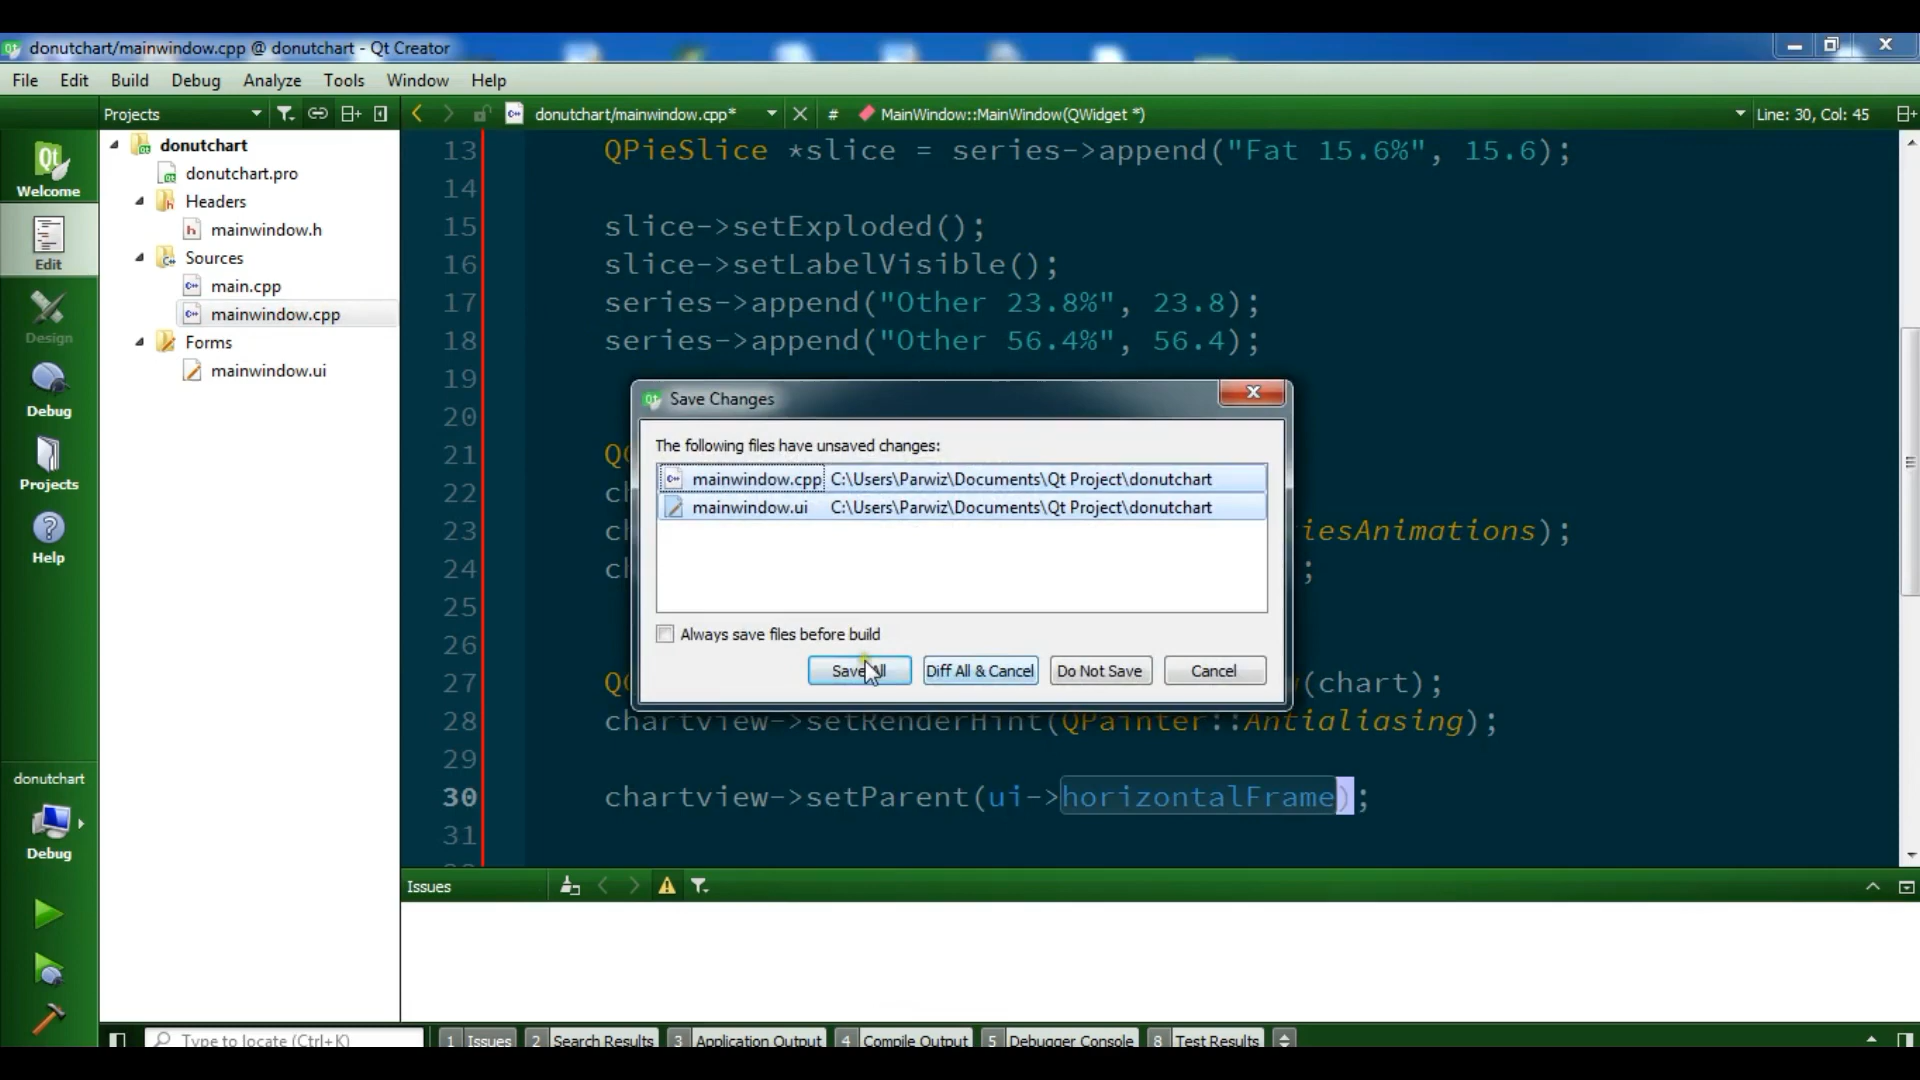 donutchart/mainwindow.cpp @ donutchart - Qt Creator
File Edit Build Debug Analyze Tools Window Help
Projects
donutchart/mainwindow.cpp*
# MainWindow::MainWindow(QWidget *)
Line: 30, Col: 45
Welcome
Edit
Design
Debug
Projects
Help
donutchart
Debug
donutchart
donutchart.pro
Headers
mainwindow.h
Sources
main.cpp
mainwindow.cpp
Forms
mainwindow.ui
13 QPieSlice *slice = series->append("Fat 15.6%", 15.6);
14
15 slice->setExploded();
16 slice->setLabelVisible();
17 series->append("Other 23.8%", 23.8);
18 series->append("Other 56.4%", 56.4);
19
20
21
22
23 iesAnimations);
24 ;
25
26
27 (chart);
28 chartview->setRenderHint(QPainter::Antialiasing);
29
30 chartview->setParent(ui->horizontalFrame);
31
Save Changes
The following files have unsaved changes:
mainwindow.cpp C:\Users\Parwiz\Documents\Qt Project\donutchart
mainwindow.ui C:\Users\Parwiz\Documents\Qt Project\donutchart
Always save files before build
Save All Diff All & Cancel Do Not Save Cancel
Issues
Type to locate (Ctrl+K)
1 Issues 2 Search Results 3 Application Output 4 Compile Output 5 Debugger Console 8 Test Results